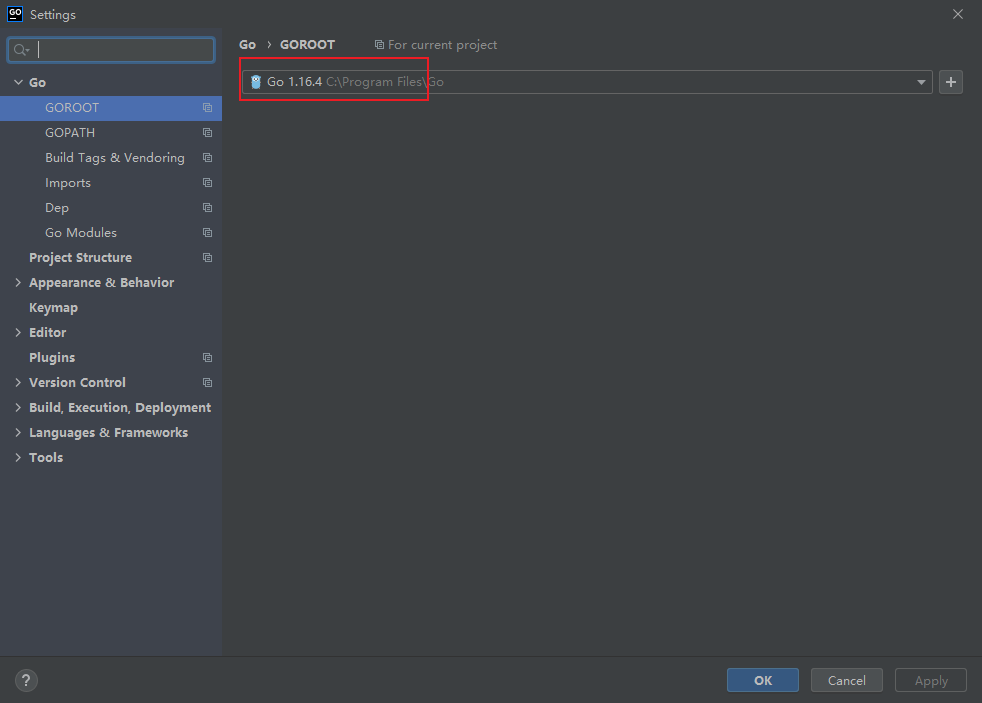 GO Settings
Go › GOROOT For current project
Go 1.16.4 C:\Program Files\Go
Go
GOROOT
GOPATH
Build Tags & Vendoring
Imports
Dep
Go Modules
Project Structure
Appearance & Behavior
Keymap
Editor
Plugins
Version Control
Build, Execution, Deployment
Languages & Frameworks
Tools
? OK Cancel Apply